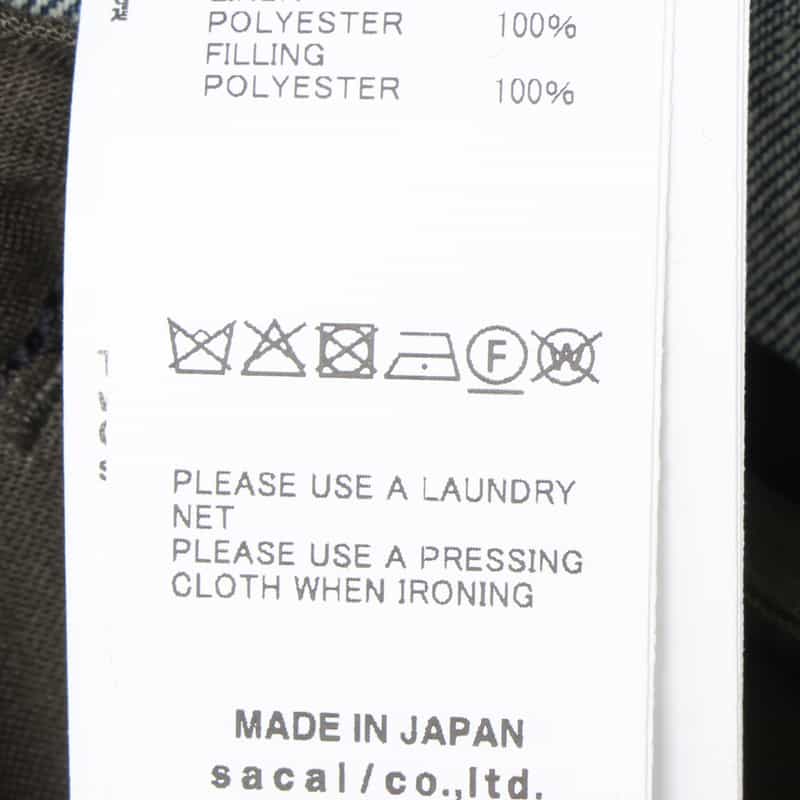 POLYESTER 100%
FILLING
POLYESTER 100%
F
W
PLEASE USE A LAUNDRY
NET
PLEASE USE A PRESSING
CLOTH WHEN IRONING
MADE IN JAPAN
sacai/co.,ltd.